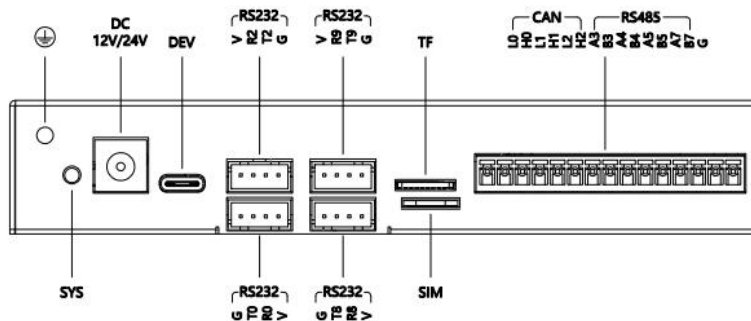 DC
12V/24V
DEV
RS232
V R2 T2 G
RS232
V R9 T9 G
TF
CAN
L0 H0 L1 H1 L2 H2
RS485
A3 B3 A4 B4 A5 B5 A7 B7 G
SYS
RS232
G T0 R0 V
RS232
G T8 R8 V
SIM